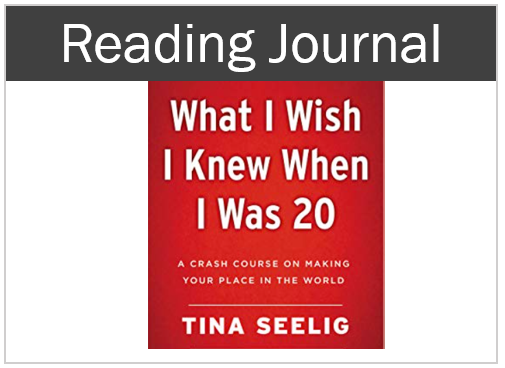 Reading Journal
What I Wish
I Knew When
I Was 20
A CRASH COURSE ON MAKING
YOUR PLACE IN THE WORLD
TINA SEELIG